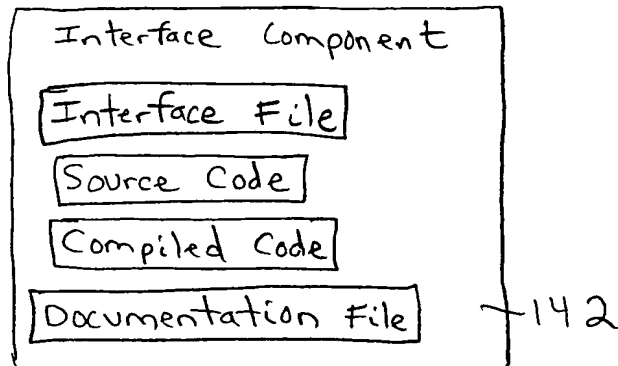 Interface Component
Interface File
Source Code
Compiled Code
Documentation File
142